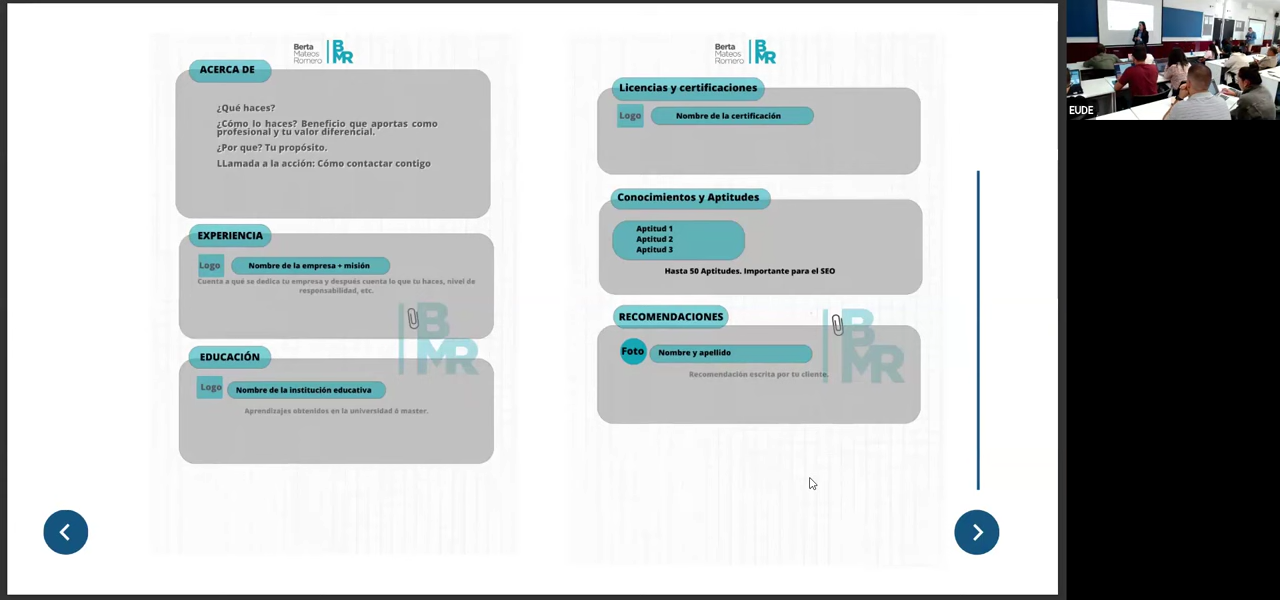 Berta
Mateos
Romero
BMR
ACERCA DE
¿Qué haces?
¿Cómo lo haces? Beneficio que aportas como
profesional y tu valor diferencial.
¿Por que? Tu propósito.
LLamada a la acción: Cómo contactar contigo
EXPERIENCIA
Logo
Nombre de la empresa + misión
Cuenta a qué se dedica tu empresa y después cuenta lo que tu haces, nivel de
responsabilidad, etc.
BMR
EDUCACIÓN
Logo
Nombre de la institución educativa
Aprendizajes obtenidos en la universidad ó master.
Berta
Mateos
Romero
BMR
Licencias y certificaciones
Logo
Nombre de la certificación
Conocimientos y Aptitudes
Aptitud 1
Aptitud 2
Aptitud 3
Hasta 50 Aptitudes. Importante para el SEO
RECOMENDACIONES
Foto
Nombre y apellido
Recomendación escrita por tu cliente.
BMR
EUDE